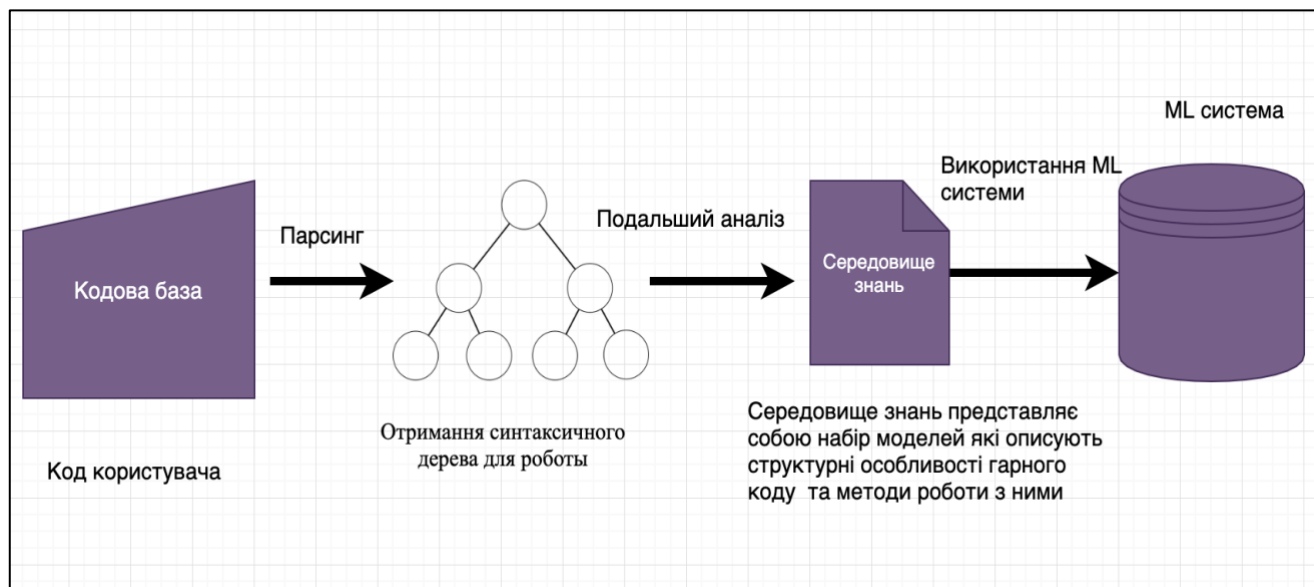 ML система
Використання ML
системи
Подальший аналіз
Парсинг
Кодова база
Середовище
знань
Отримання синтаксичного
дерева для роботы
Код користувача
Середовище знань представляє
собою набір моделей які описують
структурні особливості гарного
коду та методи роботи з ними